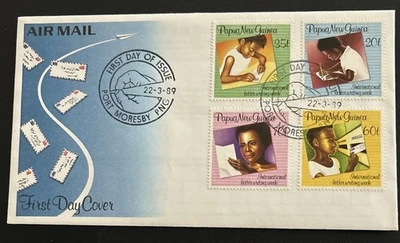 AIR MAIL
FIRST DAY OF ISSUE
22-3-89
PORT MORESBY P.N.G.
First Day Cover
Papua New Guinea
35t
International
letter writing week
Papua New Guinea
20t
International
letter writing week
22-3-89
Papua New Guinea
International
letter writing week
Papua New Guinea
60t
International
letter writing week